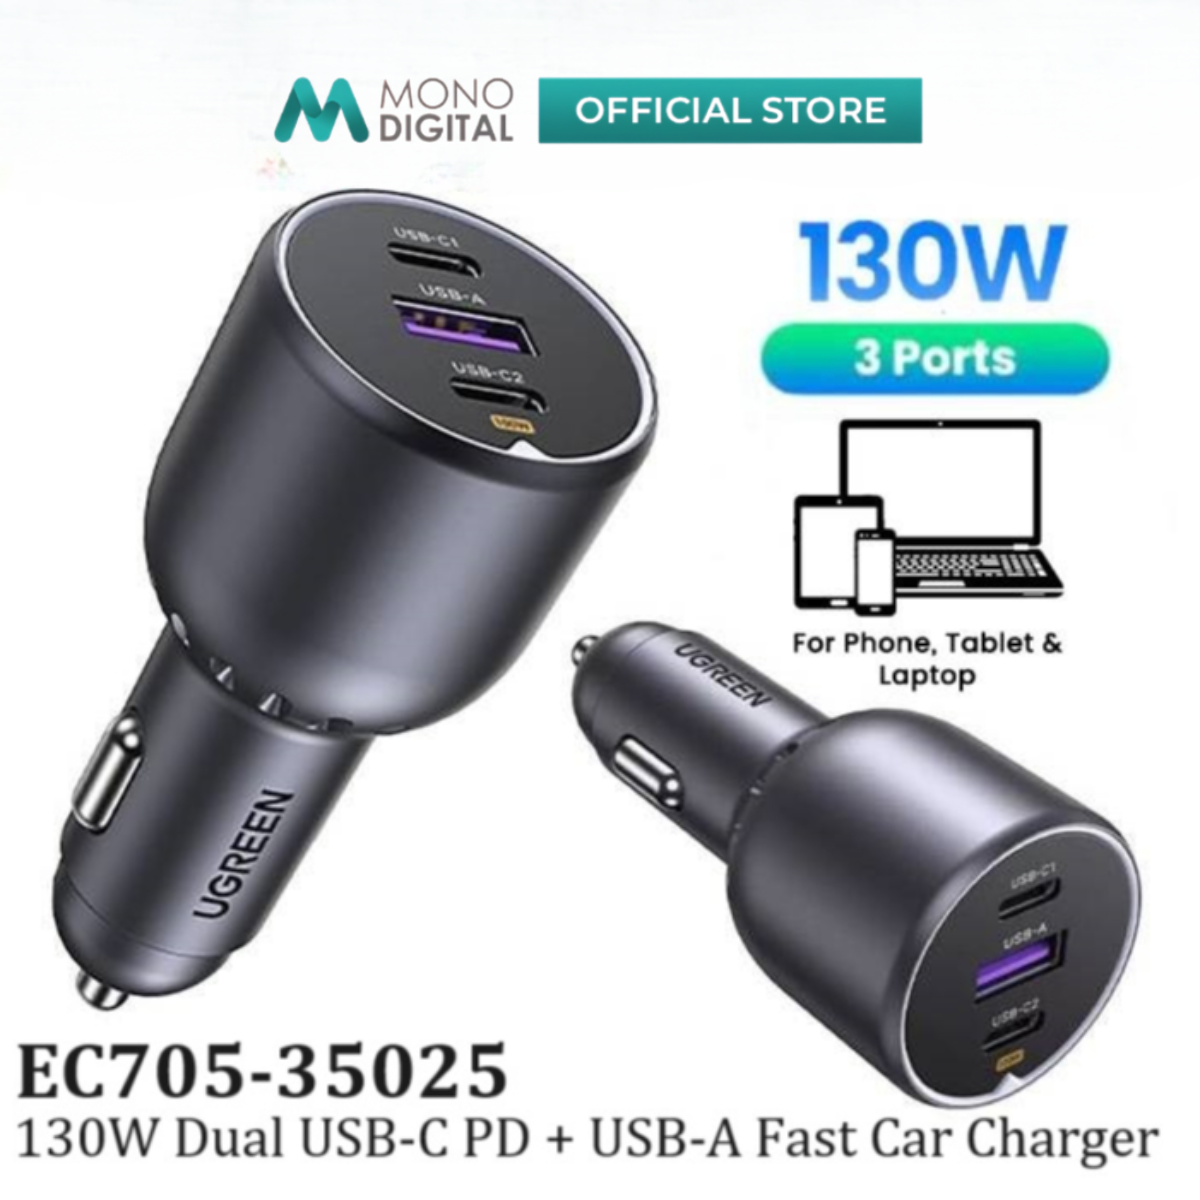 MONO
DIGITAL
OFFICIAL STORE
USB-C1
USB-A
USB-C2
100W
130W
3 Ports
For Phone, Tablet &
Laptop
UGREEN
UGREEN
USB-C1
USB-A
USB-C2
EC705-35025
130W Dual USB-C PD + USB-A Fast Car Charger